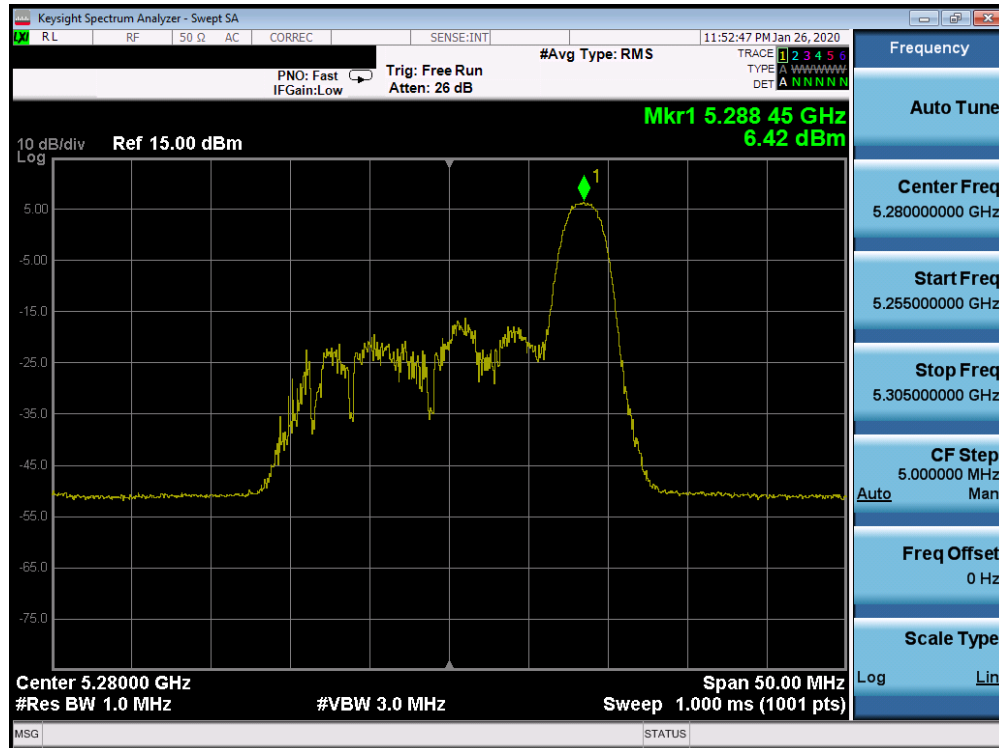 Keysight Spectrum Analyzer - Swept SA
LXI RL RF 50 Ω AC CORREC SENSE:INT 11:52:47 PM Jan 26, 2020
#Avg Type: RMS
TRACE 1 2 3 4 5 6
TYPE A WWWWW
DET A N N N N N
PNO: Fast
IFGain:Low
Trig: Free Run
Atten: 26 dB
Mkr1 5.288 45 GHz
6.42 dBm
10 dB/div
Log
Ref 15.00 dBm
1
5.00
-5.00
-15.0
-25.0
-35.0
-45.0
-55.0
-65.0
-75.0
Center 5.28000 GHz
Span 50.00 MHz
#Res BW 1.0 MHz
#VBW 3.0 MHz
Sweep 1.000 ms (1001 pts)
MSG
STATUS
Frequency
Auto Tune
Center Freq
5.280000000 GHz
Start Freq
5.255000000 GHz
Stop Freq
5.305000000 GHz
CF Step
5.000000 MHz
Auto Man
Freq Offset
0 Hz
Scale Type
Log Lin